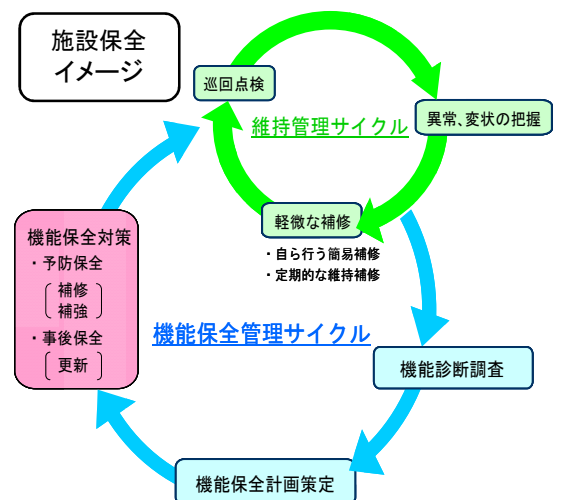 施設保全
イメージ
巡回点検
維持管理サイクル
異常、変状の把握
軽微な補修
・自ら行う簡易補修
・定期的な維持補修
機能保全対策
・予防保全
補修
補強
・事後保全
更新
機能保全管理サイクル
機能診断調査
機能保全計画策定